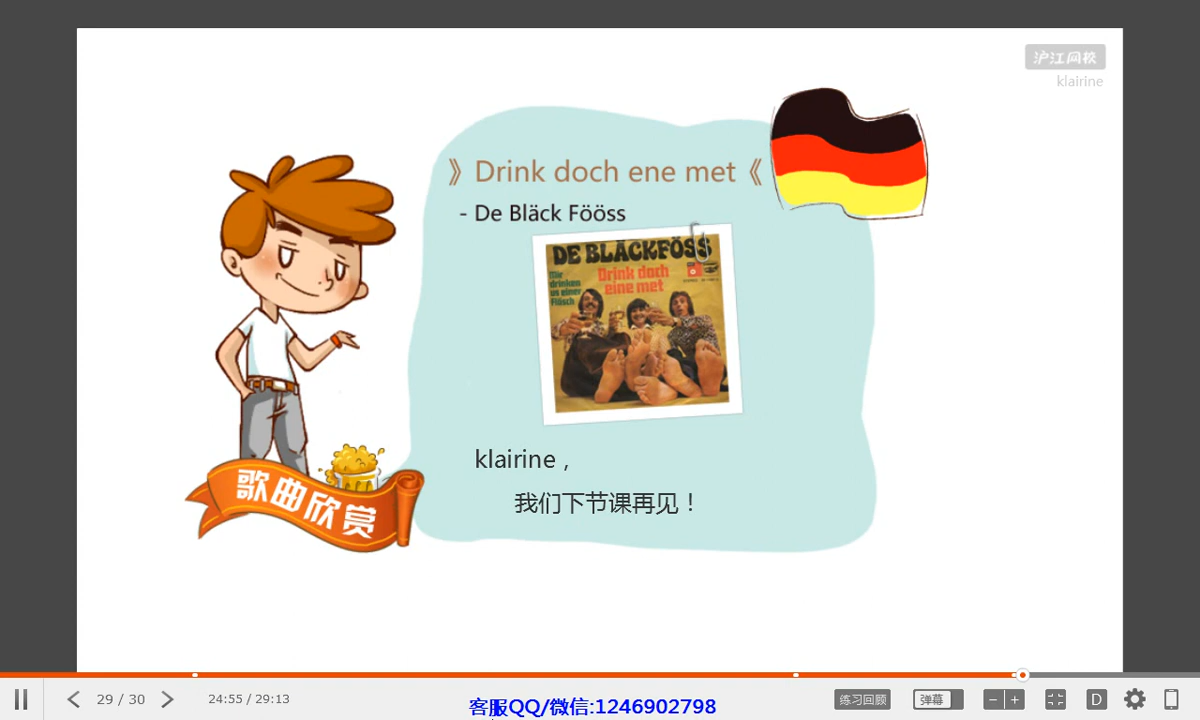 沪江网校
klairine
》Drink doch ene met《
- De Bläck Fööss
DE BLÄCKFÖSS
Drink doch
eine met
Mir
drinken
us einer
Flösch
klairine ,
我们下节课再见！
歌曲欣赏
29 / 30
24:55 / 29:13
客服QQ/微信:1246902798
练习回顾
弹幕
D